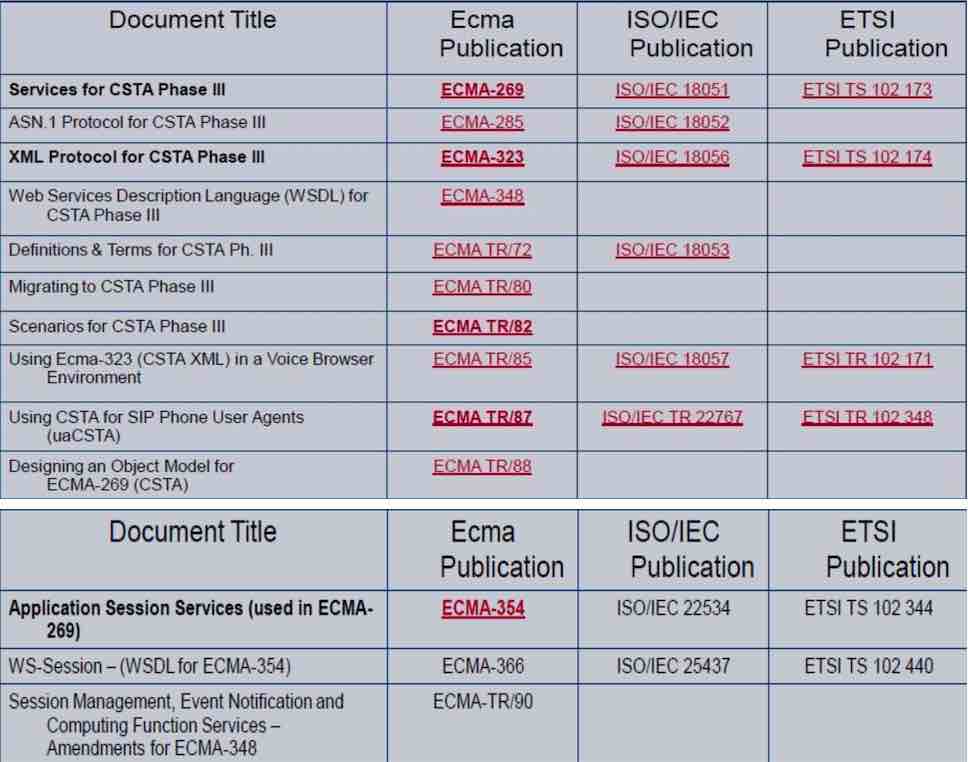 Document Title
Ecma Publication
ISO/IEC Publication
ETSI Publication
Services for CSTA Phase III
ECMA-269
ISO/IEC 18051
ETSI TS 102 173
ASN.1 Protocol for CSTA Phase III
ECMA-285
ISO/IEC 18052
XML Protocol for CSTA Phase III
ECMA-323
ISO/IEC 18056
ETSI TS 102 174
Web Services Description Language (WSDL) for
CSTA Phase III
ECMA-348
Definitions & Terms for CSTA Ph. III
ECMA TR/72
ISO/IEC 18053
Migrating to CSTA Phase III
ECMA TR/80
Scenarios for CSTA Phase III
ECMA TR/82
Using Ecma-323 (CSTA XML) in a Voice Browser
Environment
ECMA TR/85
ISO/IEC 18057
ETSI TR 102 171
Using CSTA for SIP Phone User Agents
(uaCSTA)
ECMA TR/87
ISO/IEC TR 22767
ETSI TR 102 348
Designing an Object Model for
ECMA-269 (CSTA)
ECMA TR/88
Document Title
Ecma Publication
ISO/IEC Publication
ETSI Publication
Application Session Services (used in ECMA-
269)
ECMA-354
ISO/IEC 22534
ETSI TS 102 344
WS-Session – (WSDL for ECMA-354)
ECMA-366
ISO/IEC 25437
ETSI TS 102 440
Session Management, Event Notification and
Computing Function Services –
Amendments for ECMA-348
ECMA-TR/90